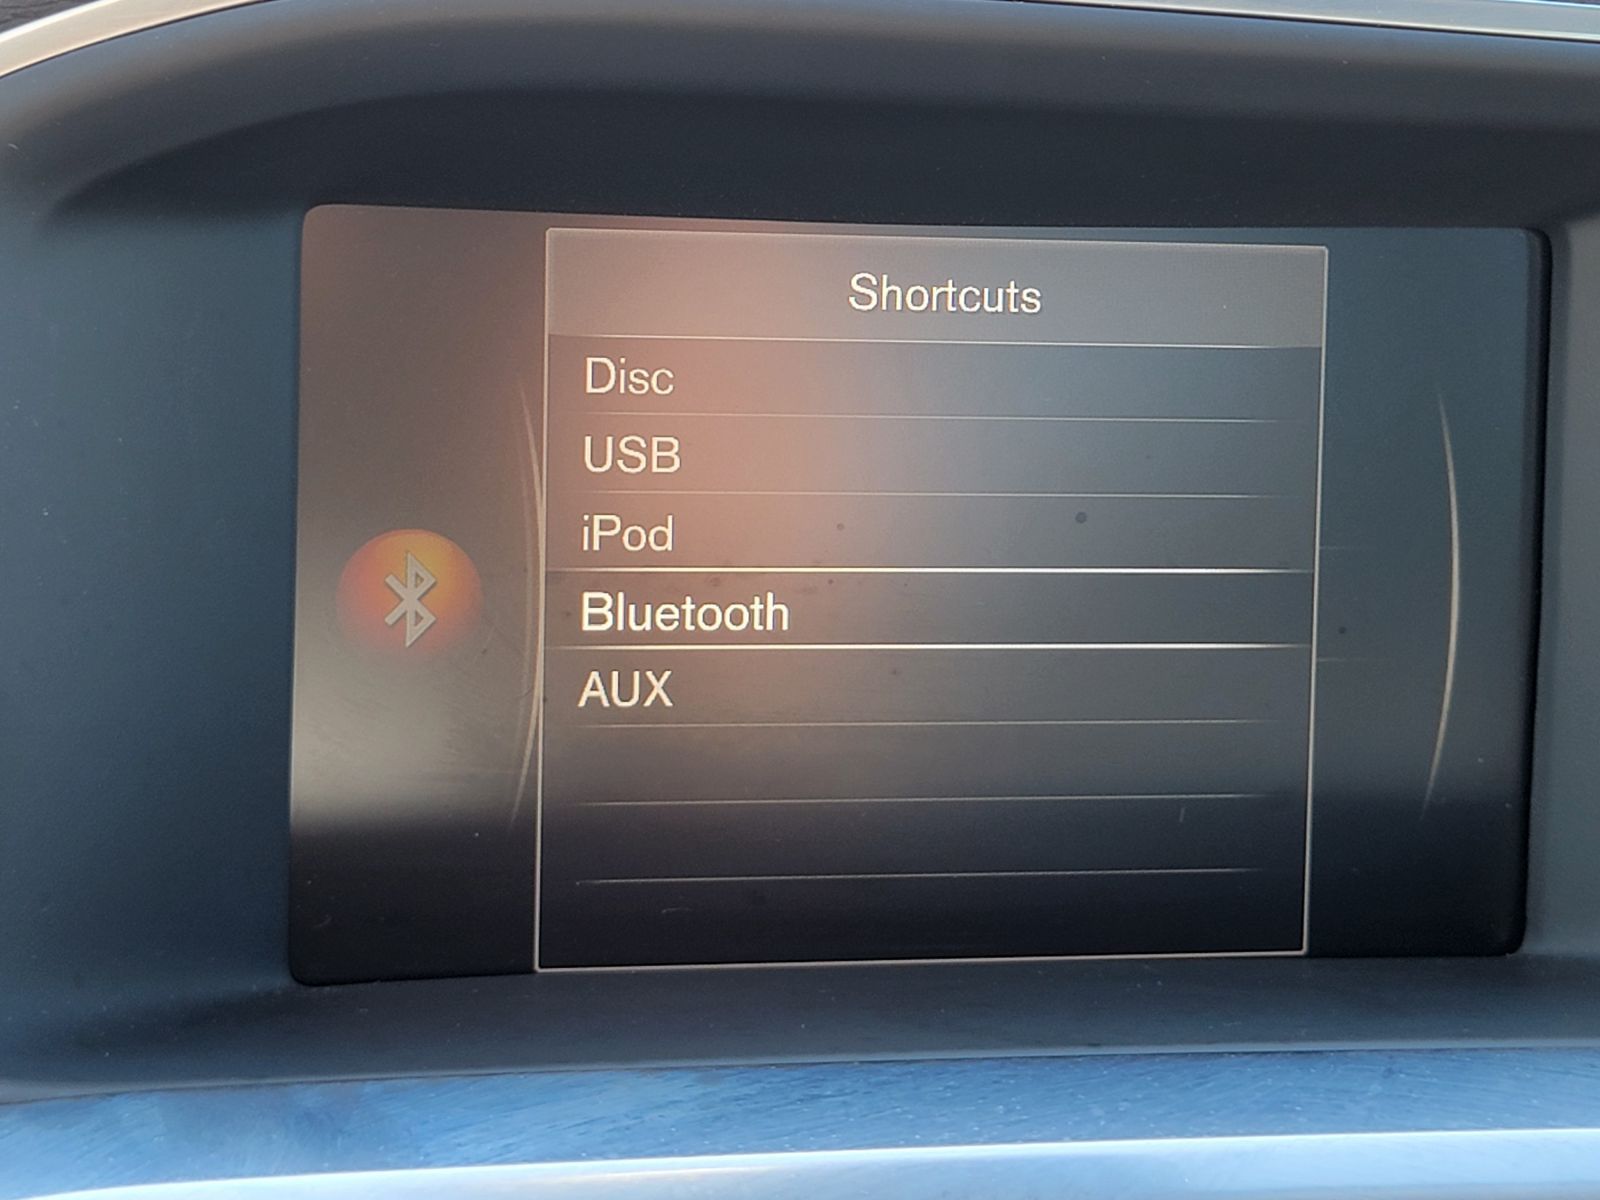 Shortcuts
Disc
USB
iPod
Bluetooth
AUX